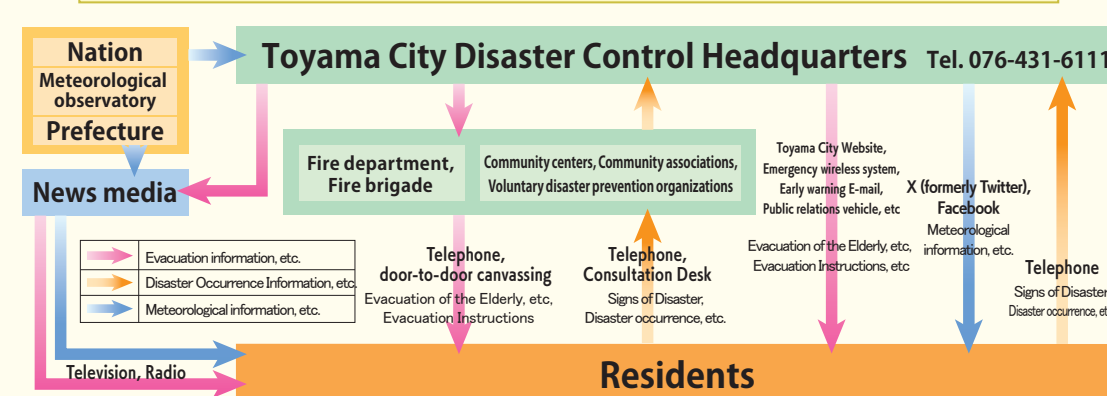 Nation
Meteorological
observatory
Prefecture
Toyama City Disaster Control Headquarters Tel. 076-431-6111
News media
Fire department,
Fire brigade
Community centers, Community associations,
Voluntary disaster prevention organizations
Toyama City Website,
Emergency wireless system,
Early warning E-mail,
Public relations vehicle, etc
Evacuation of the Elderly, etc,
Evacuation Instructions, etc
X (formerly Twitter),
Facebook
Meteorological
information, etc.
Evacuation information, etc.
Disaster Occurrence Information, etc.
Meteorological information, etc.
Telephone,
door-to-door canvassing
Evacuation of the Elderly, etc,
Evacuation Instructions
Telephone,
Consultation Desk
Signs of Disaster,
Disaster occurrence, etc.
Telephone
Signs of Disaster
Disaster occurrence, etc
Television, Radio
Residents